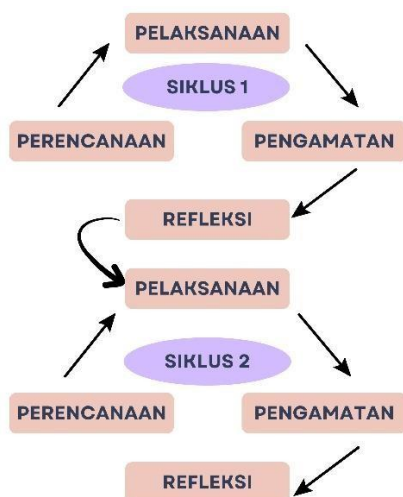 PELAKSANAAN
SIKLUS 1
PERENCANAAN
PENGAMATAN
REFLEKSI
PELAKSANAAN
SIKLUS 2
PERENCANAAN
PENGAMATAN
REFLEKSI